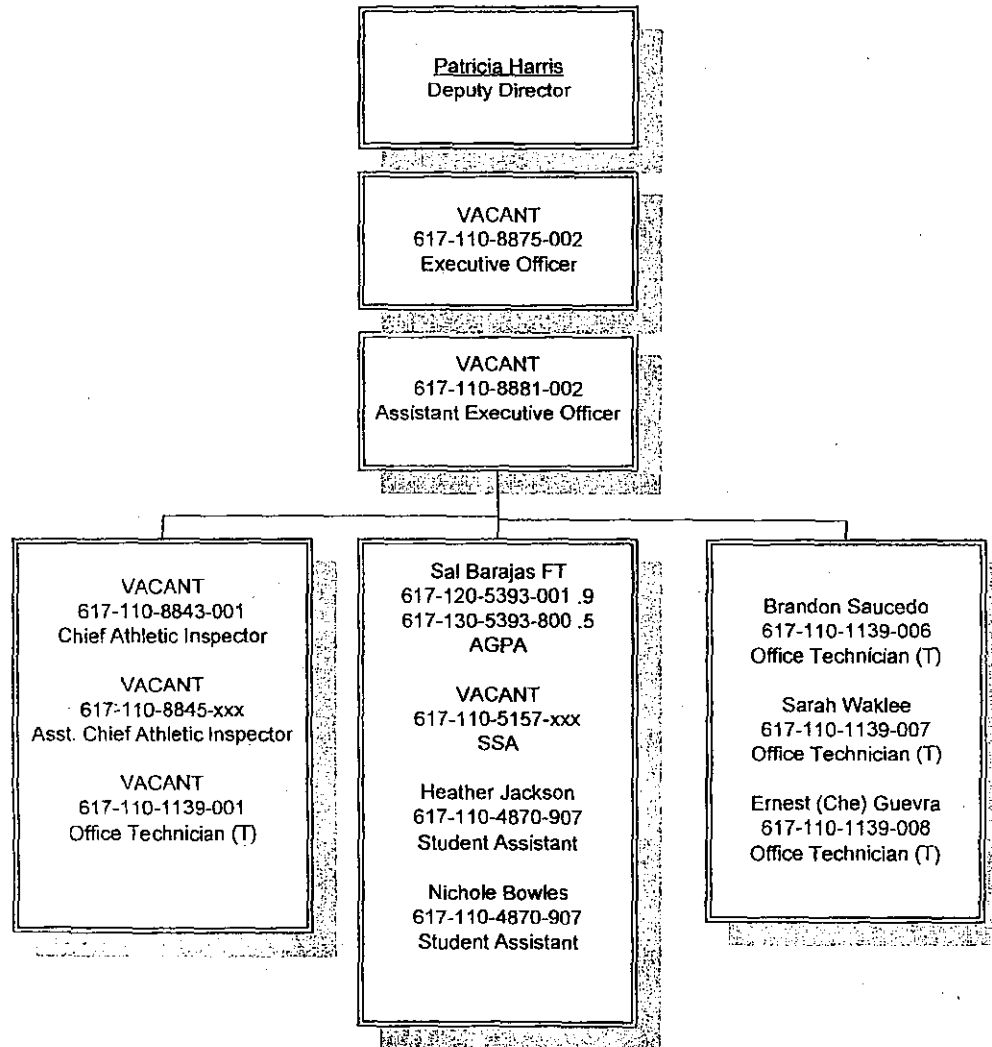 Patricia Harris
Deputy Director
VACANT
617-110-8875-002
Executive Officer
VACANT
617-110-8881-002
Assistant Executive Officer
VACANT
617-110-8843-001
Chief Athletic Inspector
VACANT
617-110-8845-xxx
Asst. Chief Athletic Inspector
VACANT
617-110-1139-001
Office Technician (T)
Sal Barajas FT
617-120-5393-001 .9
617-130-5393-800 .5
AGPA
VACANT
617-110-5157-xxx
SSA
Heather Jackson
617-110-4870-907
Student Assistant
Nichole Bowles
617-110-4870-907
Student Assistant
Brandon Saucedo
617-110-1139-006
Office Technician (T)
Sarah Waklee
617-110-1139-007
Office Technician (T)
Ernest (Che) Guevra
617-110-1139-008
Office Technician (T)